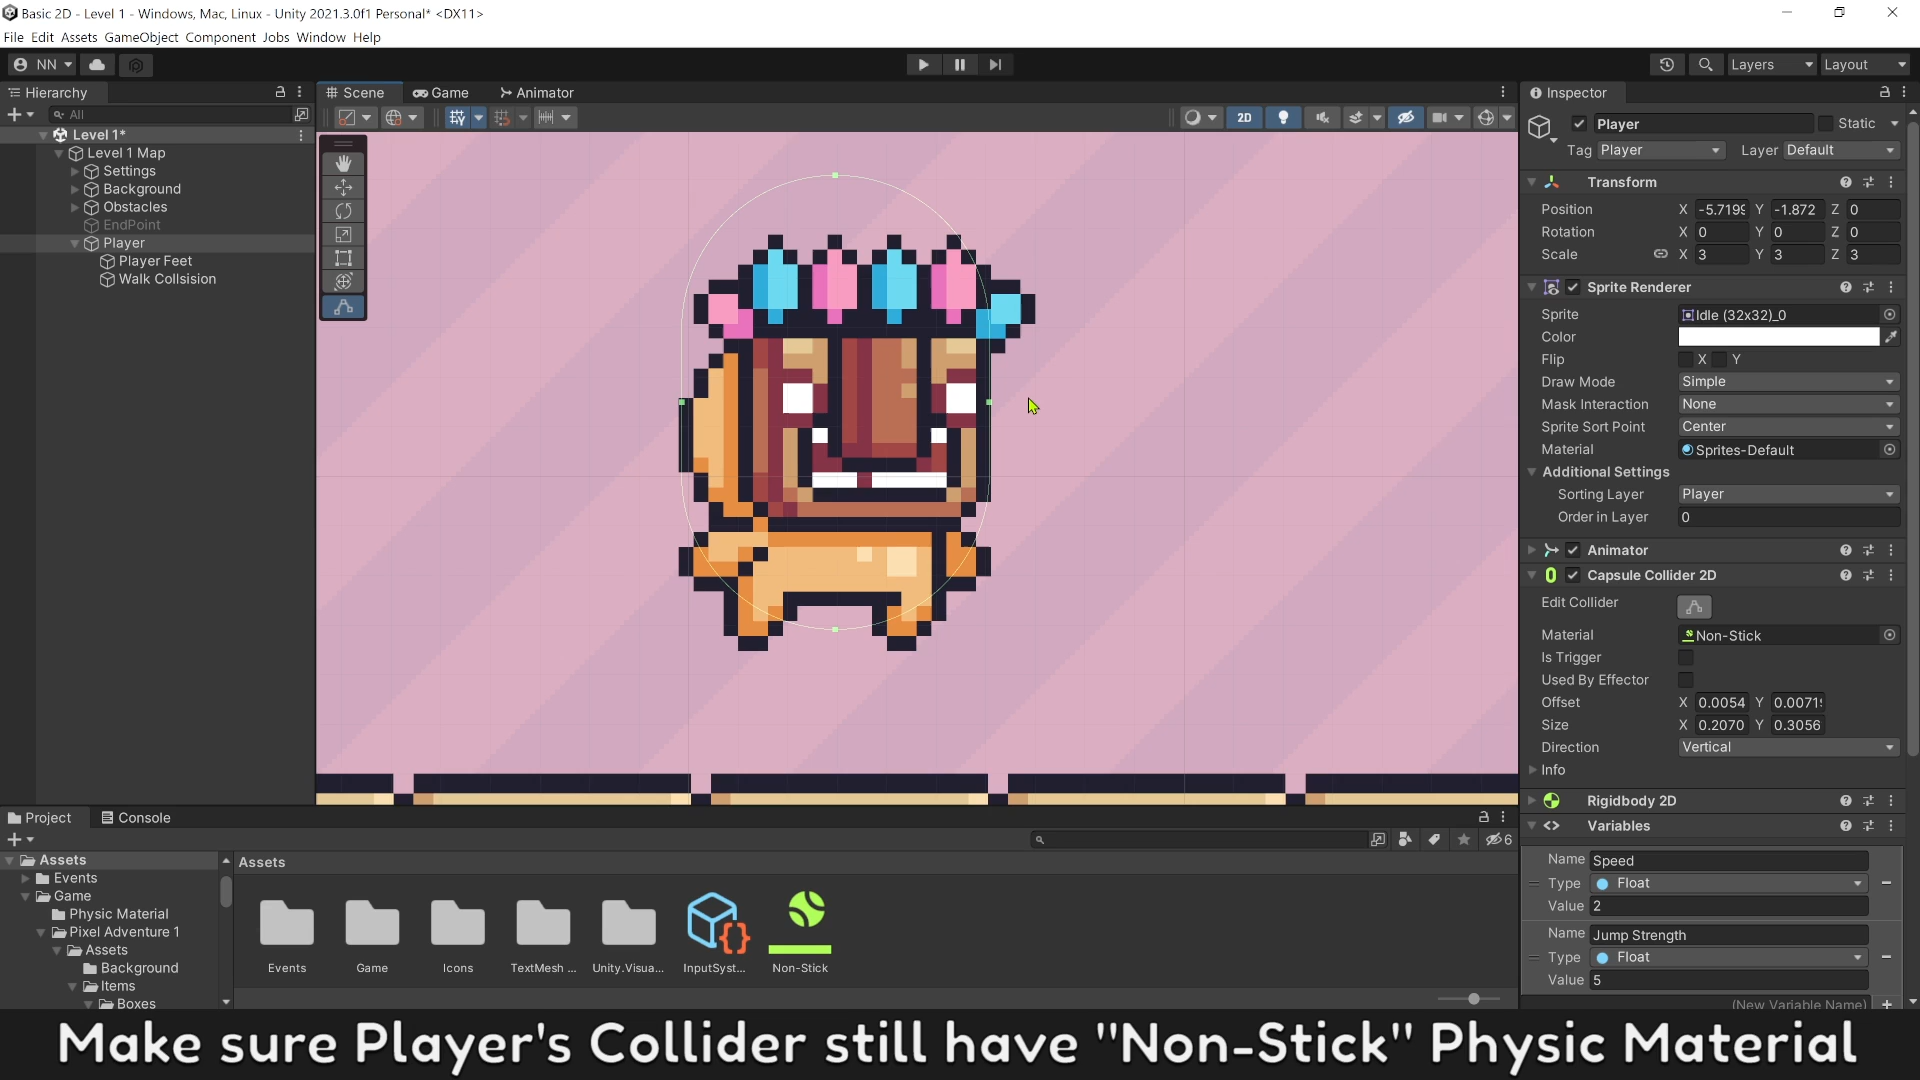 Basic 2D - Level 1 - Windows, Mac, Linux - Unity 2021.3.0f1 Personal* <DX11>
File Edit Assets GameObject Component Jobs Window Help
NN
Layers Layout
Hierarchy
All
Level 1*
Level 1 Map
Settings
Background
Obstacles
EndPoint
Player
Player Feet
Walk Collsision
Scene Game Animator
2D
Inspector
Player Static
Tag Player Layer Default
Transform
Position X -5.7199 Y -1.872 Z 0
Rotation X 0 Y 0 Z 0
Scale X 3 Y 3 Z 3
Sprite Renderer
Sprite Idle (32x32)_0
Color
Flip X Y
Draw Mode Simple
Mask Interaction None
Sprite Sort Point Center
Material Sprites-Default
Additional Settings
Sorting Layer Player
Order in Layer 0
Animator
Capsule Collider 2D
Edit Collider
Material Non-Stick
Is Trigger
Used By Effector
Offset X 0.0054 Y 0.0071
Size X 0.2070 Y 0.3056
Direction Vertical
Info
Rigidbody 2D
Variables
Name Speed
Type Float
Value 2
Name Jump Strength
Type Float
Value 5
(New Variable Name)
Project Console
6
Assets
Events
Game
Physic Material
Pixel Adventure 1
Assets
Background
Items
Boxes
Assets
Events Game Icons TextMesh ... Unity.Visua... InputSyst... Non-Stick
Make sure Player's Collider still have "Non-Stick" Physic Material